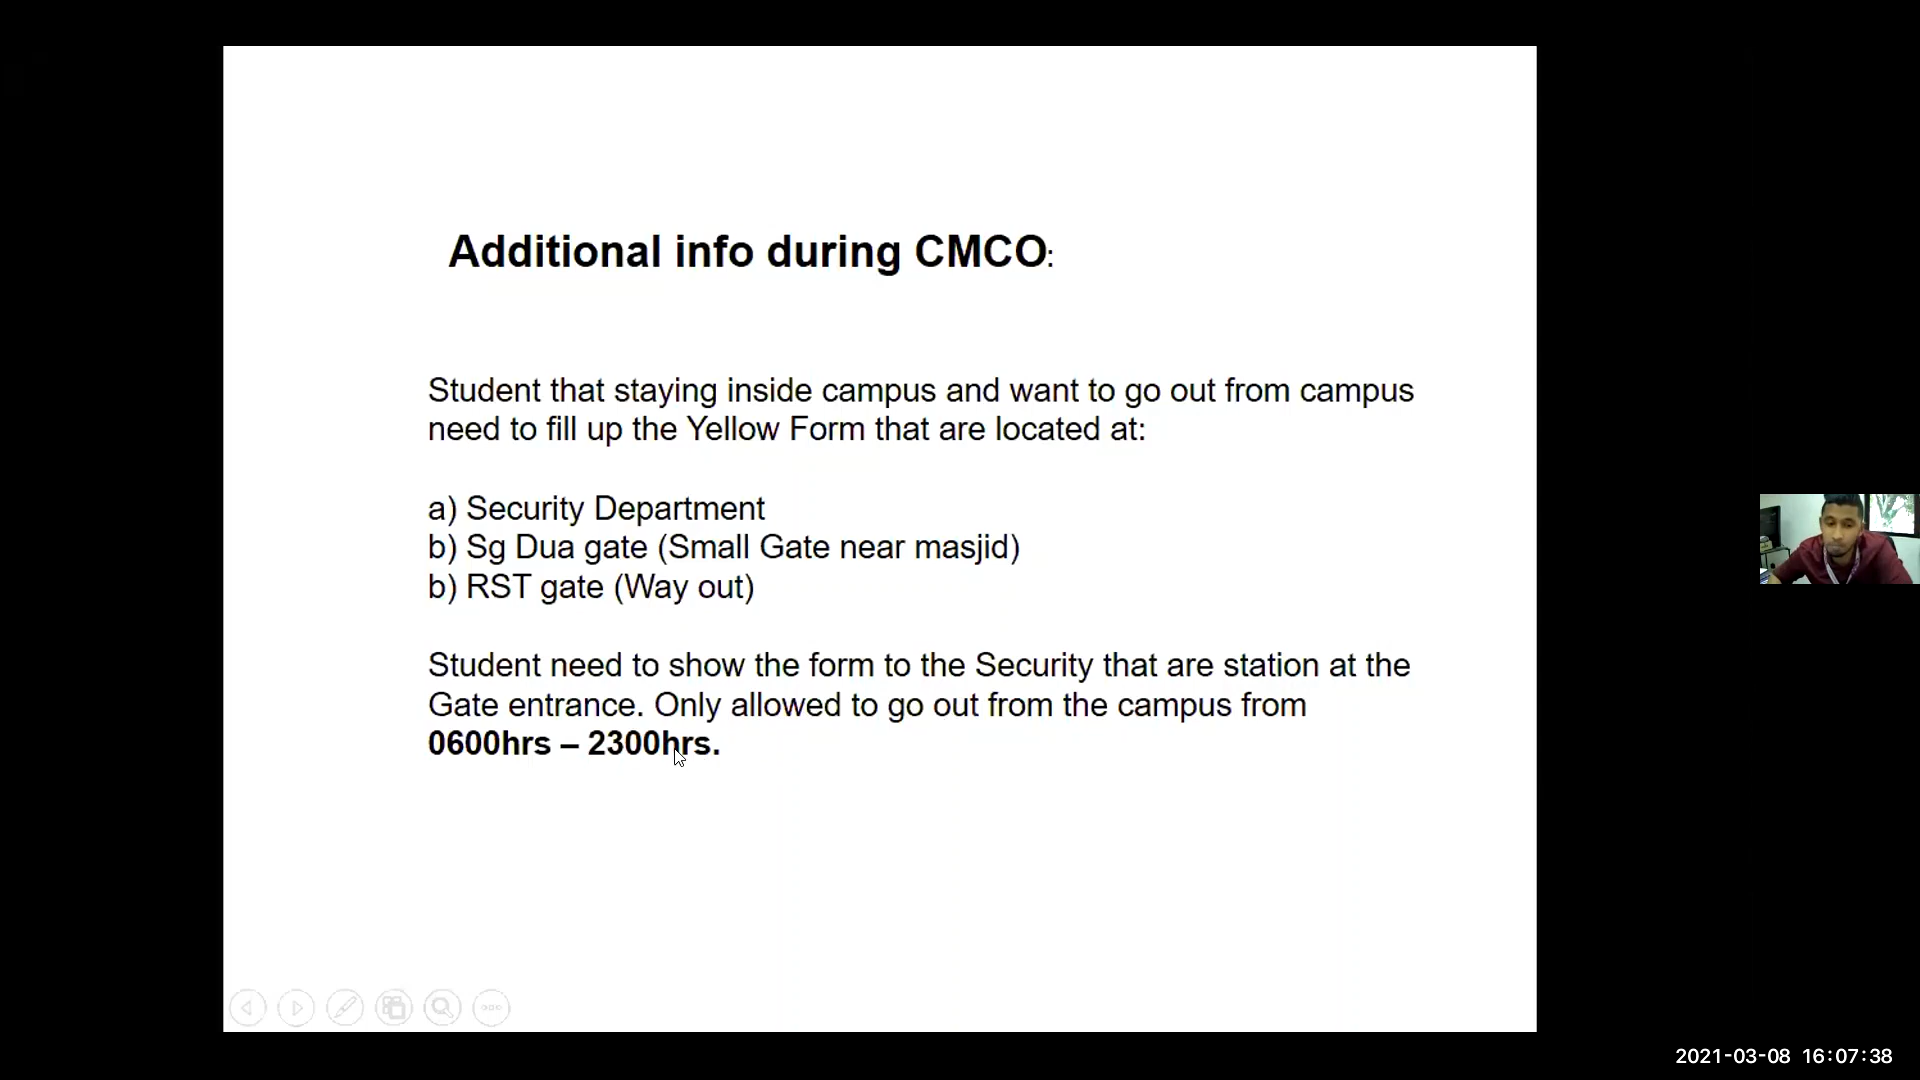 Additional info during CMCO:
Student that staying inside campus and want to go out from campus
need to fill up the Yellow Form that are located at:
a) Security Department
b) Sg Dua gate (Small Gate near masjid)
b) RST gate (Way out)
Student need to show the form to the Security that are station at the
Gate entrance. Only allowed to go out from the campus from
0600hrs – 2300hrs.
2021-03-08 16:07:38